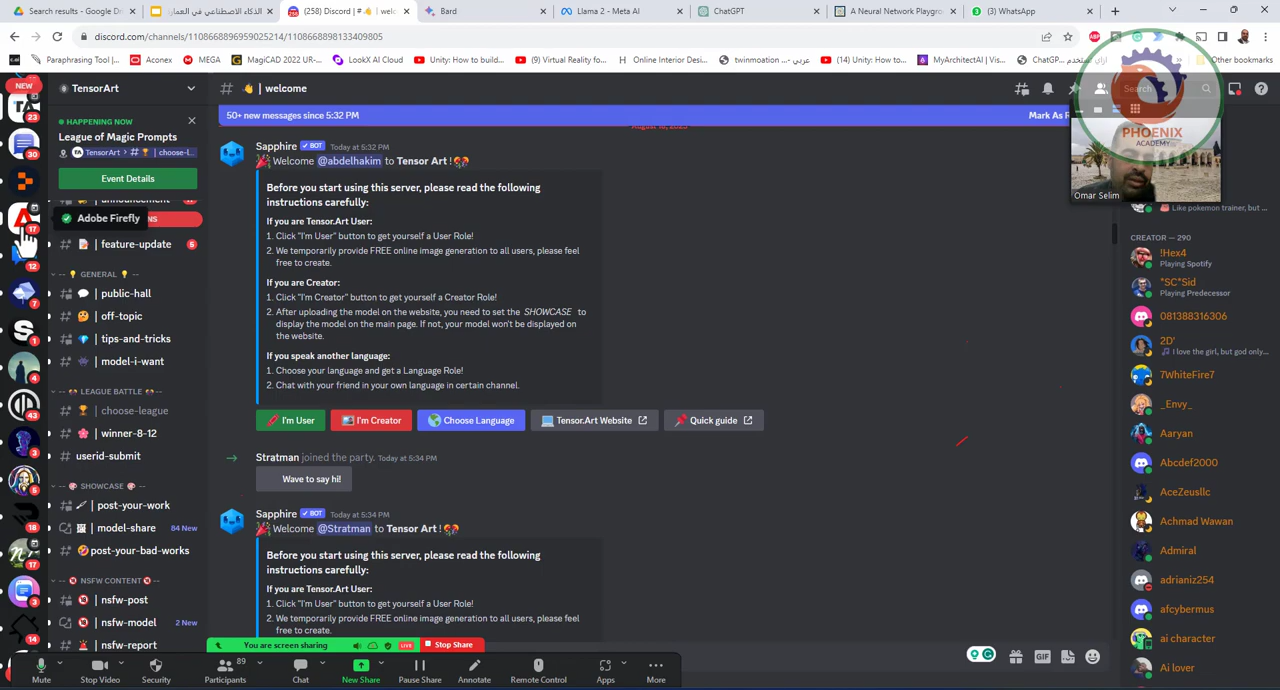 Search results - Google D
الذكاء الاصطناعي في العمارة
(258) Discord | # 👋 | welc
Bard
Llama 2 - Meta AI
ChatGPT
A Neural Network Playgro
(3) WhatsApp
discord.com/channels/1108668896959025214/1108668898133409805
Paraphrasing Tool |...
Aconex
MEGA
MagiCAD 2022 UR-...
LookX AI Cloud
Unity: How to build...
(9) Virtual Reality fo...
Online Interior Desi...
twinmoation - عربي...
(14) Unity: How to...
MyArchitectAI | Vis...
ChatGP...
Other bookmarks
NEW
TensorArt
# 👋 | welcome
Search
HAPPENING NOW
League of Magic Prompts
TensorArt > # 🏆 | choose-l...
Event Details
Adobe Firefly
# 📝 | feature-update 5
-- 💡 GENERAL 💡 --
💬 | public-hall
🤔 | off-topic
💎 | tips-and-tricks
👾 | model-i-want
-- LEAGUE BATTLE --
🏆 | choose-league
🌸 | winner-8-12
userid-submit
-- SHOWCASE --
🖌 | post-your-work
| model-share 84 New
🤣post-your-bad-works
-- 🔞 NSFW CONTENT🔞 --
🔞 | nsfw-post
🔞 | nsfw-model 2 New
🚨 | nsfw-report
50+ new messages since 5:32 PM
Mark As R
Sapphire ✓ BOT Today at 5:32 PM
🎉 Welcome @abdelhakim to Tensor Art !
Before you start using this server, please read the following
instructions carefully:
If you are Tensor.Art User:
1. Click "I'm User" button to get yourself a User Role!
2. We temporarily provide FREE online image generation to all users, please feel
free to create.
If you are Creator:
1. Click "I'm Creator" button to get yourself a Creator Role!
2. After uploading the model on the website, you need to set the SHOWCASE to
display the model on the main page. If not, your model won't be displayed on
the website.
If you speak another language:
1. Choose your language and get a Language Role!
2. Chat with your friend in your own language in certain channel.
I'm User
I'm Creator
Choose Language
Tensor.Art Website
Quick guide
Stratman joined the party. Today at 5:34 PM
Wave to say hi!
Sapphire ✓ BOT Today at 5:34 PM
🎉 Welcome @Stratman to Tensor Art !
Before you start using this server, please read the following
instructions carefully:
If you are Tensor.Art User:
1. Click "I'm User" button to get yourself a User Role!
2. We temporarily provide FREE online image generation to all users, please feel
free to create.
PHOENIX
ACADEMY
Omar Selim
Like pokemon trainer, but ...
CREATOR — 290
!Hex4
Playing Spotify
*SC*Sid
Playing Predecessor
081388316306
2D'
I love the girl, but god only...
7WhiteFire7
_Envy_
Aaryan
Abcdef2000
AceZeusllc
Achmad Wawan
Admiral
adrianiz254
afcybermus
ai character
Ai lover
You are screen sharing
LIVE
Stop Share
Mute
Stop Video
Security
Participants
89
Chat
New Share
Pause Share
Annotate
Remote Control
Apps
More
GIF